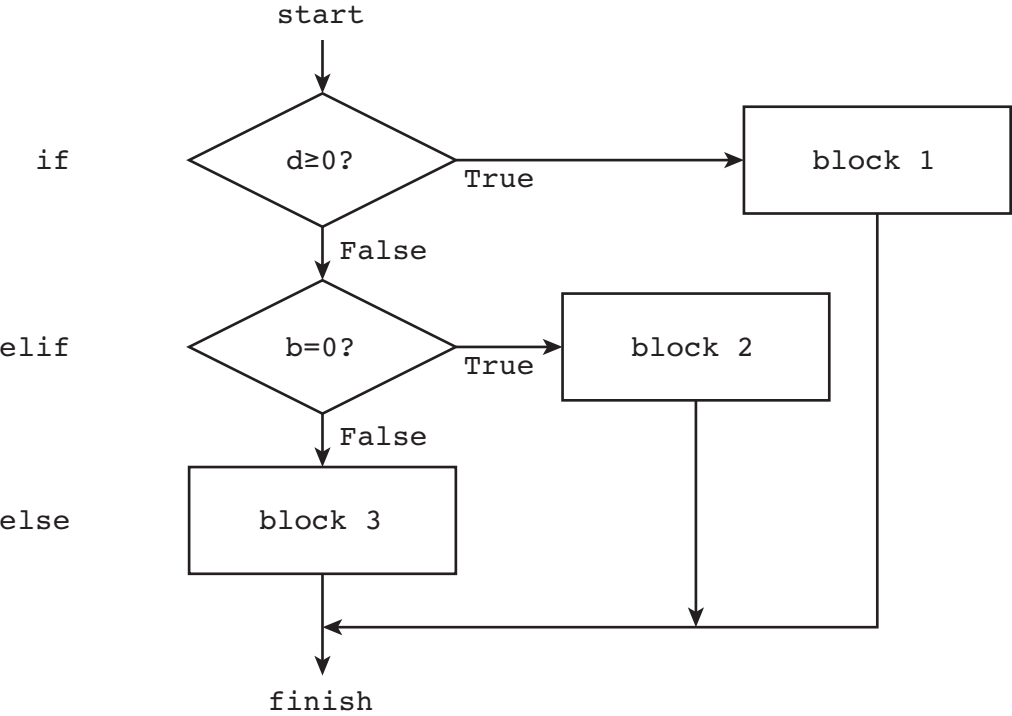 start
if
d≥0?
True
block 1
False
elif
b=0?
True
block 2
False
else
block 3
finish